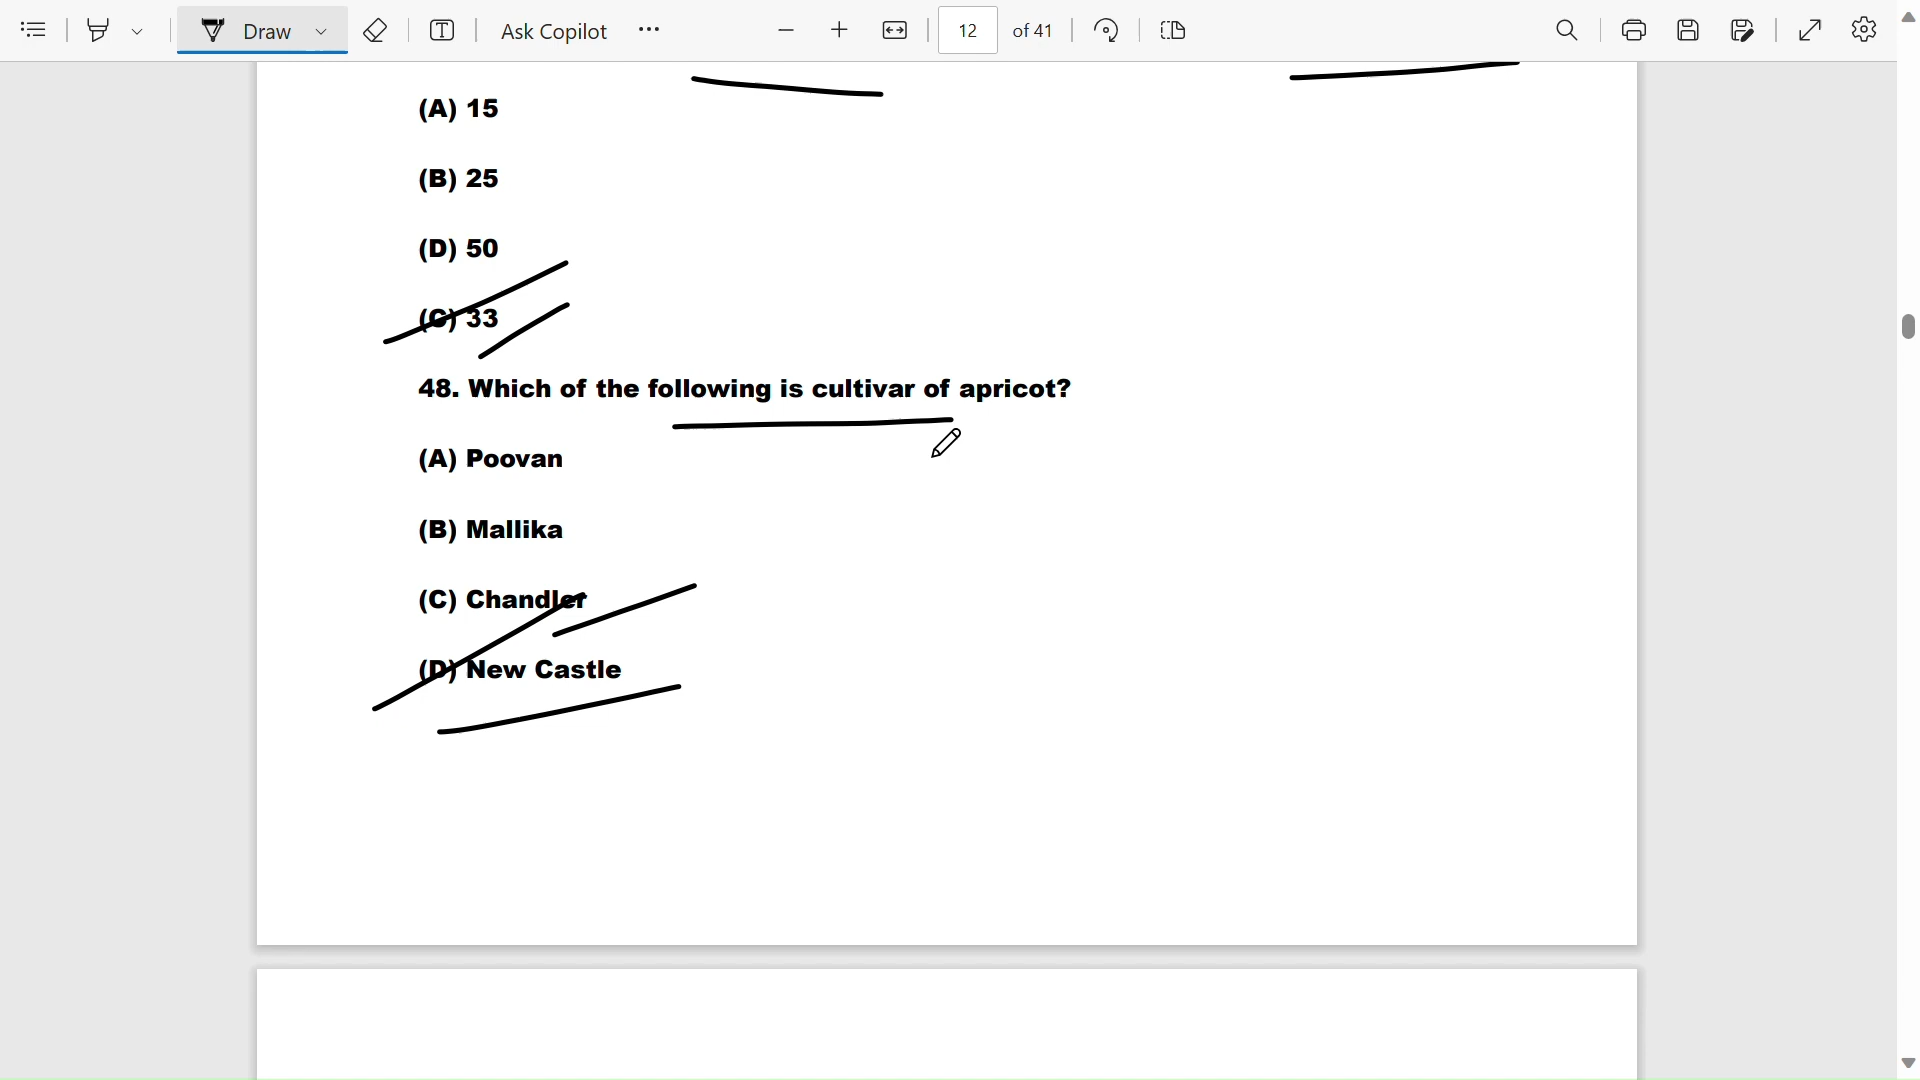 Draw
Ask Copilot
12 of 41
(A) 15
(B) 25
(D) 50
(C) 33
48. Which of the following is cultivar of apricot?
(A) Poovan
(B) Mallika
(C) Chandler
(D) New Castle